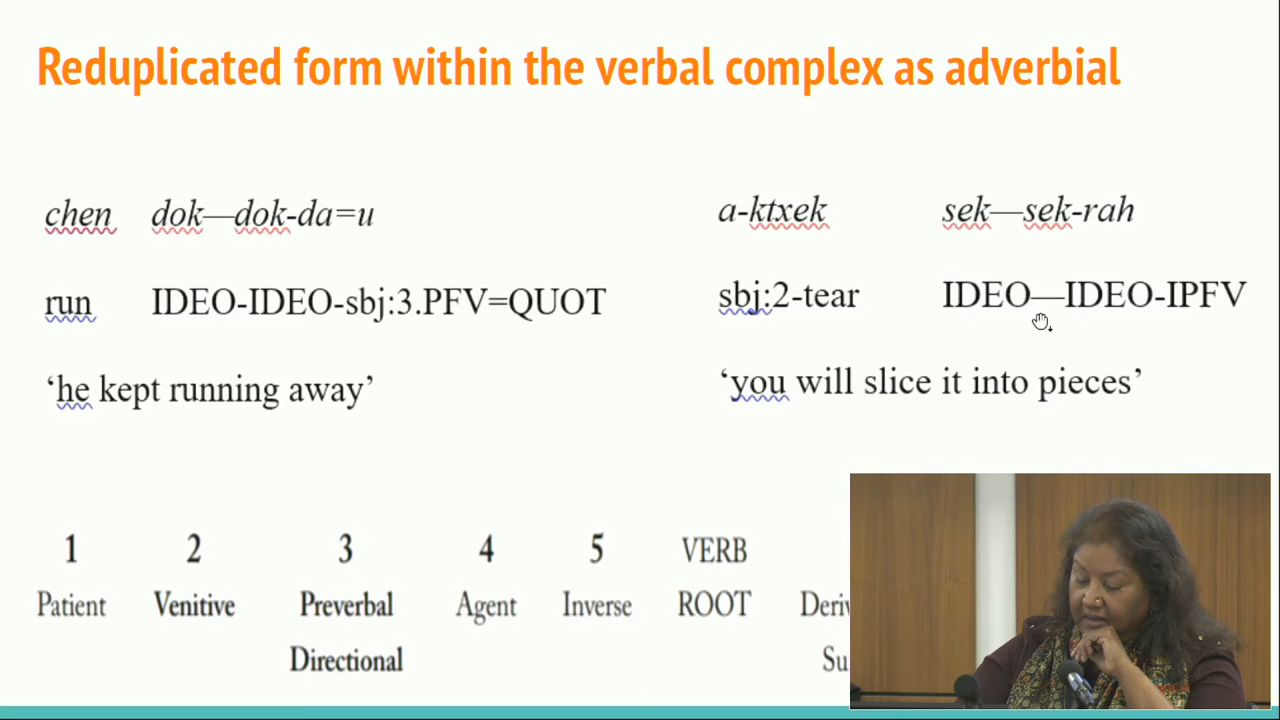 Reduplicated form within the verbal complex as adverbial
chen dok—dok-da=u
run IDEO-IDEO-sbj:3.PFV=QUOT
‘he kept running away’
a-ktxek sek—sek-rah
sbj:2-tear IDEO—IDEO-IPFV
‘you will slice it into pieces’
1 2 3 4 5 VERB
Patient Venitive Preverbal Agent Inverse ROOT
Directional